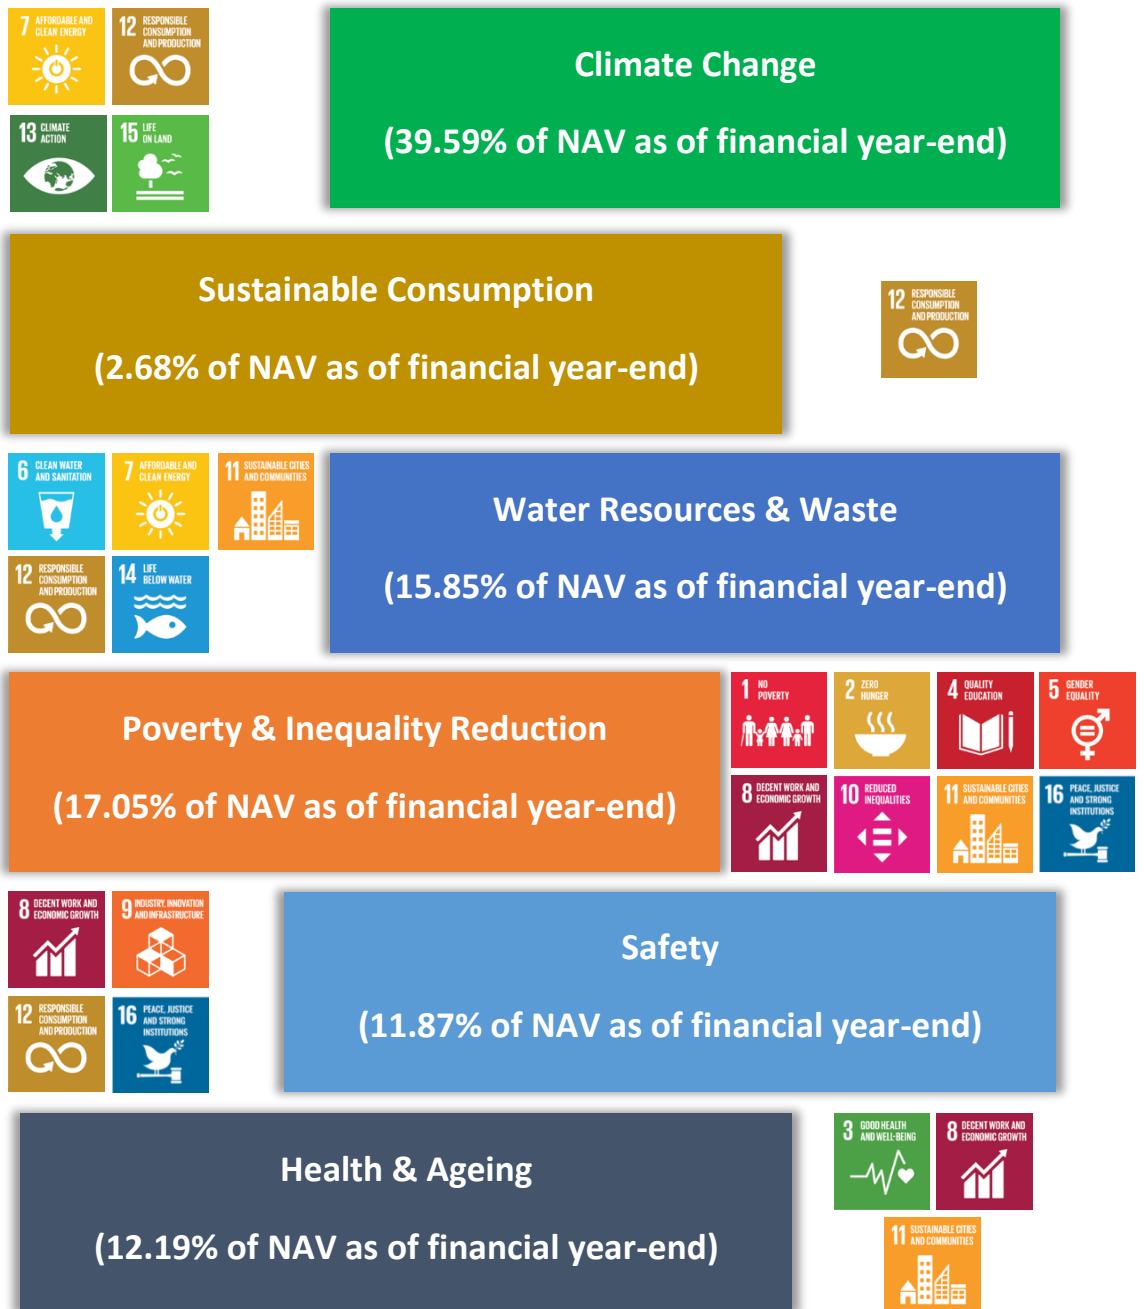 7 AFFORDABLE AND
CLEAN ENERGY
12 RESPONSIBLE
CONSUMPTION
AND PRODUCTION
13 CLIMATE
ACTION
15 LIFE
ON LAND
Climate Change
(39.59% of NAV as of financial year-end)
Sustainable Consumption
(2.68% of NAV as of financial year-end)
12 RESPONSIBLE
CONSUMPTION
AND PRODUCTION
6 CLEAN WATER
AND SANITATION
7 AFFORDABLE AND
CLEAN ENERGY
11 SUSTAINABLE CITIES
AND COMMUNITIES
12 RESPONSIBLE
CONSUMPTION
AND PRODUCTION
14 LIFE
BELOW WATER
Water Resources & Waste
(15.85% of NAV as of financial year-end)
Poverty & Inequality Reduction
(17.05% of NAV as of financial year-end)
1 NO
POVERTY
2 ZERO
HUNGER
4 QUALITY
EDUCATION
5 GENDER
EQUALITY
8 DECENT WORK AND
ECONOMIC GROWTH
10 REDUCED
INEQUALITIES
11 SUSTAINABLE CITIES
AND COMMUNITIES
16 PEACE, JUSTICE
AND STRONG
INSTITUTIONS
8 DECENT WORK AND
ECONOMIC GROWTH
9 INDUSTRY, INNOVATION
AND INFRASTRUCTURE
12 RESPONSIBLE
CONSUMPTION
AND PRODUCTION
16 PEACE, JUSTICE
AND STRONG
INSTITUTIONS
Safety
(11.87% of NAV as of financial year-end)
Health & Ageing
(12.19% of NAV as of financial year-end)
3 GOOD HEALTH
AND WELL-BEING
8 DECENT WORK AND
ECONOMIC GROWTH
11 SUSTAINABLE CITIES
AND COMMUNITIES